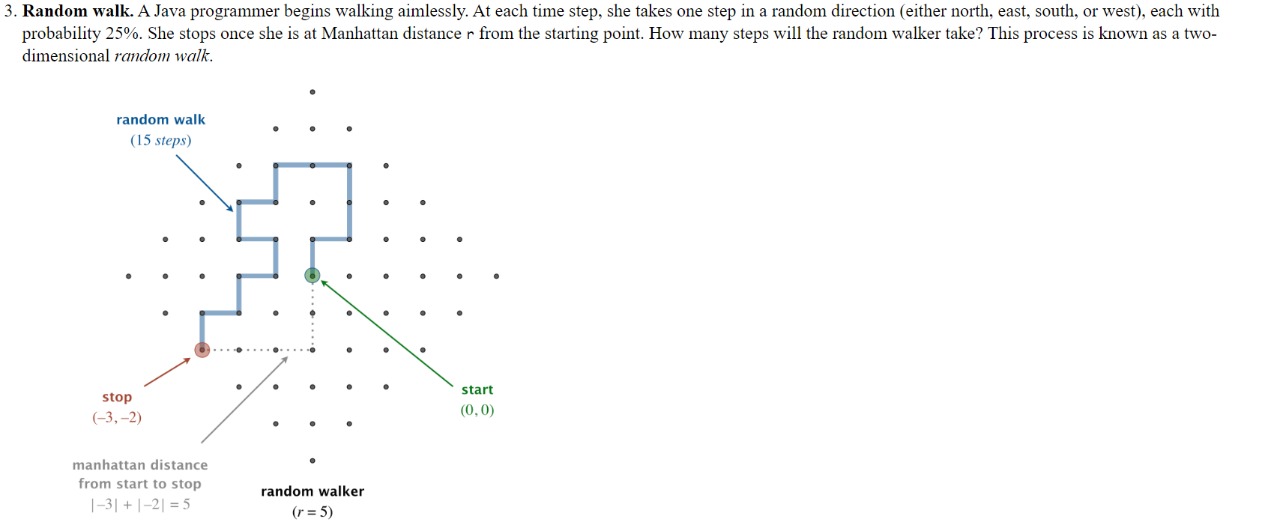 3. Random walk. A Java programmer begins walking aimlessly. At each time step, she takes one step in a random direction (either north, east, south, or west), each with
probability 25%. She stops once she is at Manhattan distance r from the starting point. How many steps will the random walker take? This process is known as a two-
dimensional random walk.
random walk
(15 steps)
start
(0, 0)
stop
(−3, −2)
manhattan distance
from start to stop
|−3| + |−2| = 5
random walker
(r = 5)